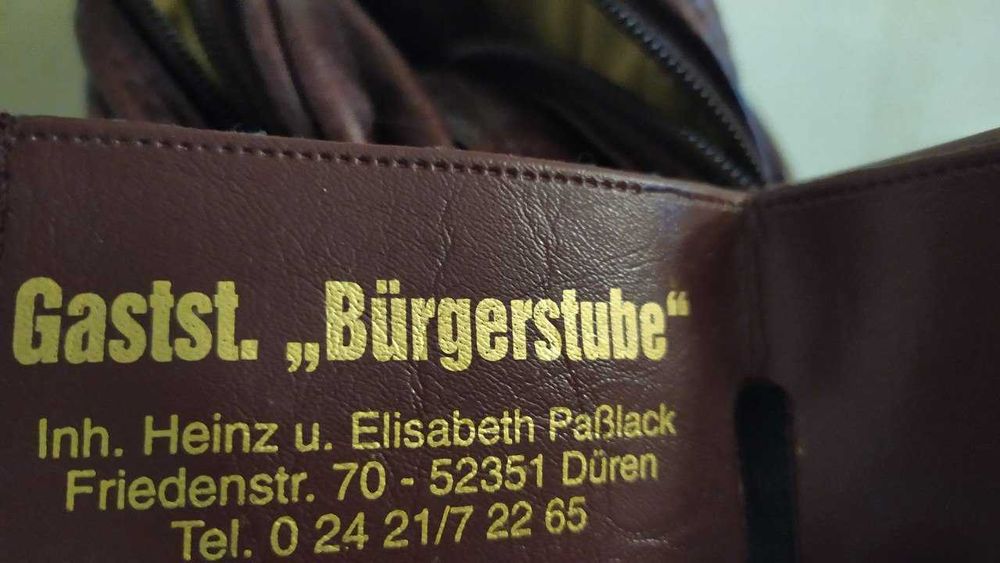 Gastst. „Bürgerstube“
Inh. Heinz u. Elisabeth Paßlack
Friedenstr. 70 - 52351 Düren
Tel. 0 24 21/7 22 65